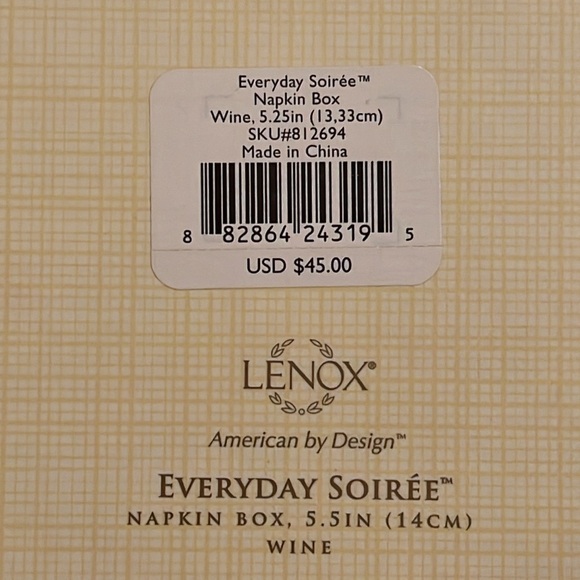 Everyday Soirée™
Napkin Box
Wine, 5.25in (13,33cm)
SKU#812694
Made in China
8 82864 24319 5
USD $45.00
LENOX®
American by Design™
EVERYDAY SOIRÉE™
NAPKIN BOX, 5.5IN (14CM)
WINE